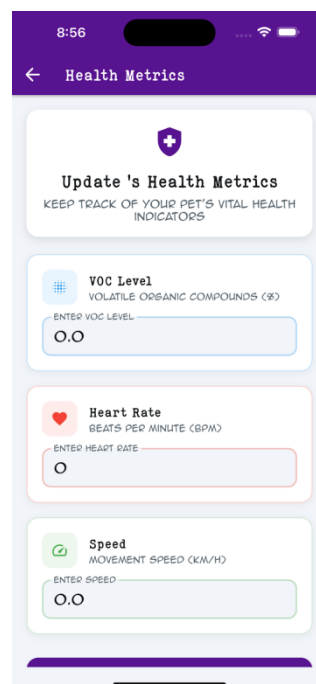 8:56
Health Metrics
Update 's Health Metrics
KEEP TRACK OF YOUR PET'S VITAL HEALTH
INDICATORS
VOC Level
VOLATILE ORGANIC COMPOUNDS (%)
ENTER VOC LEVEL
0.0
Heart Rate
BEATS PER MINUTE (BPM)
ENTER HEART RATE
0
Speed
MOVEMENT SPEED (KM/H)
ENTER SPEED
0.0